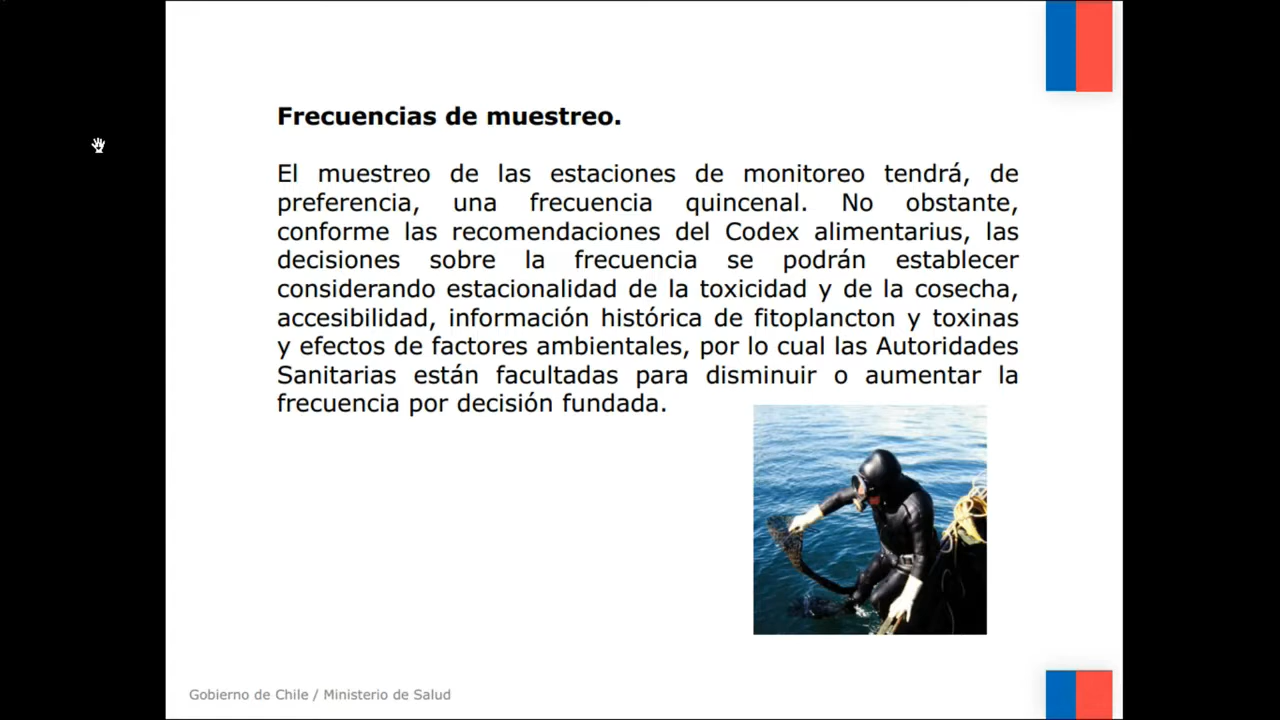 Frecuencias de muestreo.
El muestreo de las estaciones de monitoreo tendrá, de
preferencia, una frecuencia quincenal. No obstante,
conforme las recomendaciones del Codex alimentarius, las
decisiones sobre la frecuencia se podrán establecer
considerando estacionalidad de la toxicidad y de la cosecha,
accesibilidad, información histórica de fitoplancton y toxinas
y efectos de factores ambientales, por lo cual las Autoridades
Sanitarias están facultadas para disminuir o aumentar la
frecuencia por decisión fundada.
Gobierno de Chile / Ministerio de Salud